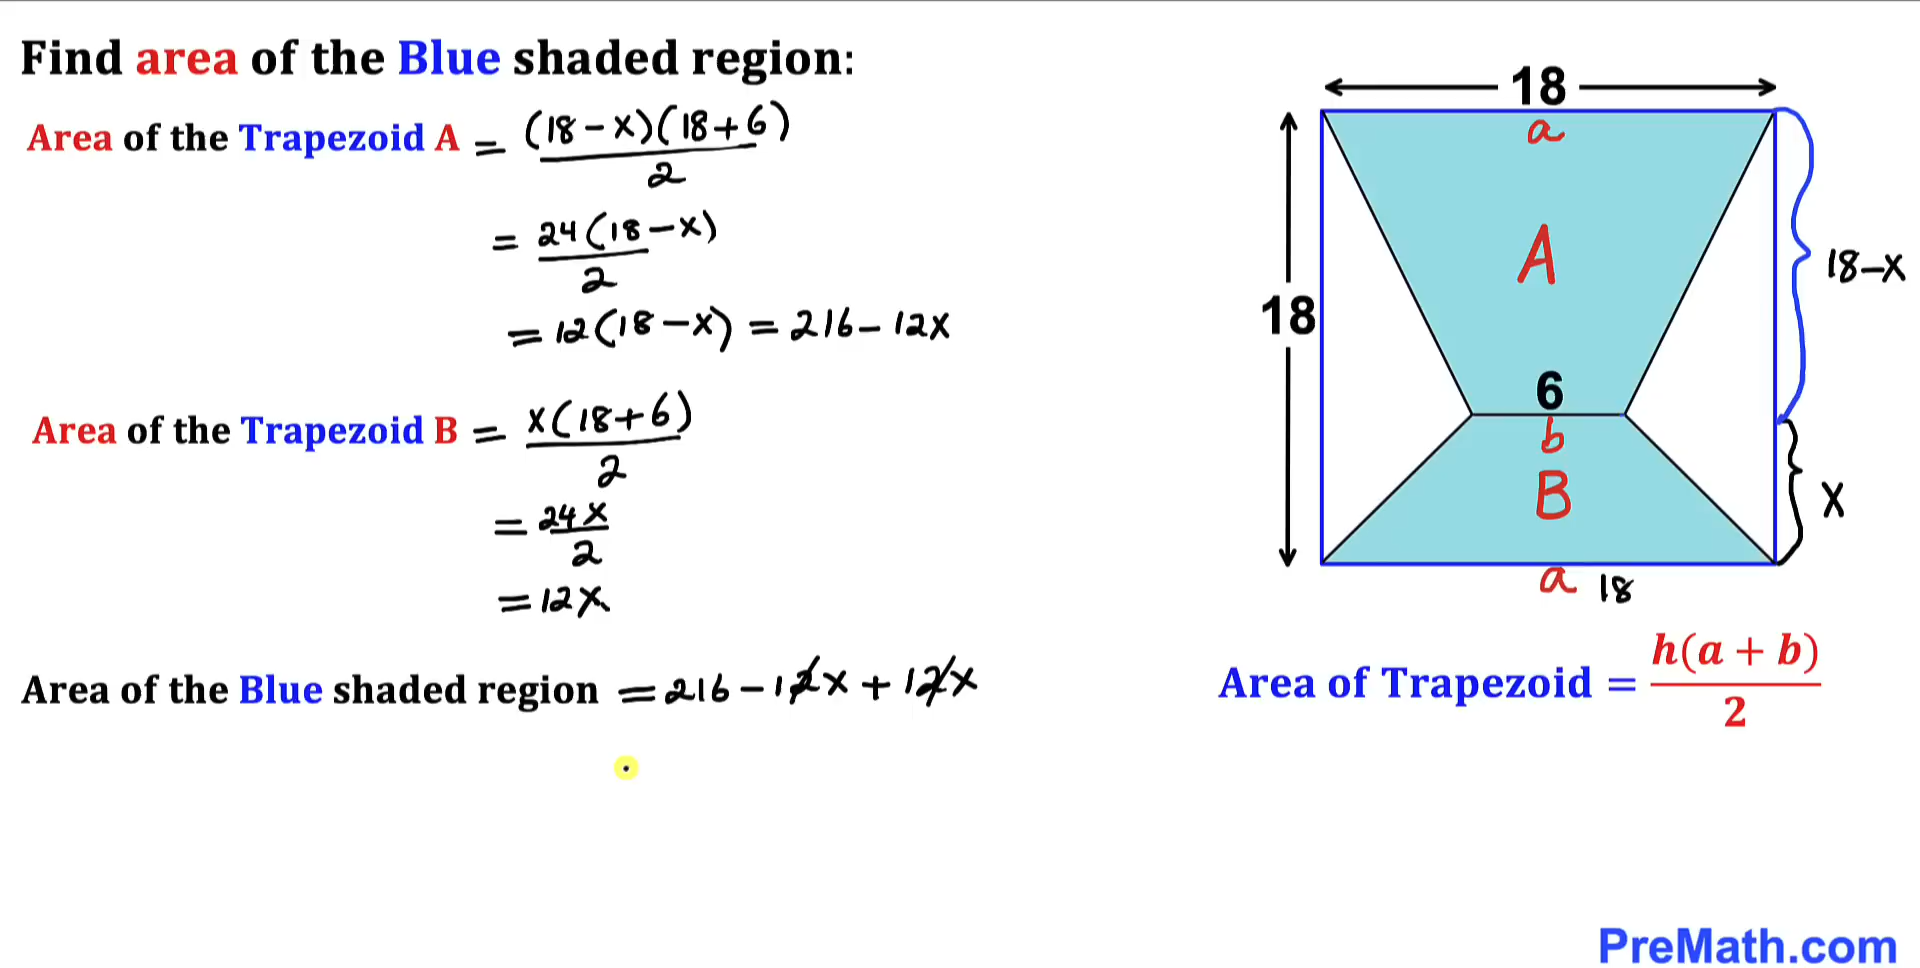 Find area of the Blue shaded region:
Area of the Trapezoid A = (18-x)(18+6)
2
= 24(18-x)
2
= 12(18-x) = 216-12x
Area of the Trapezoid B = x(18+6)
2
= 24x
2
= 12x
Area of the Blue shaded region = 216-12x+12x
18
a
A
18-x
18
6
b
B
x
a 18
Area of Trapezoid = h(a + b)
2
PreMath.com